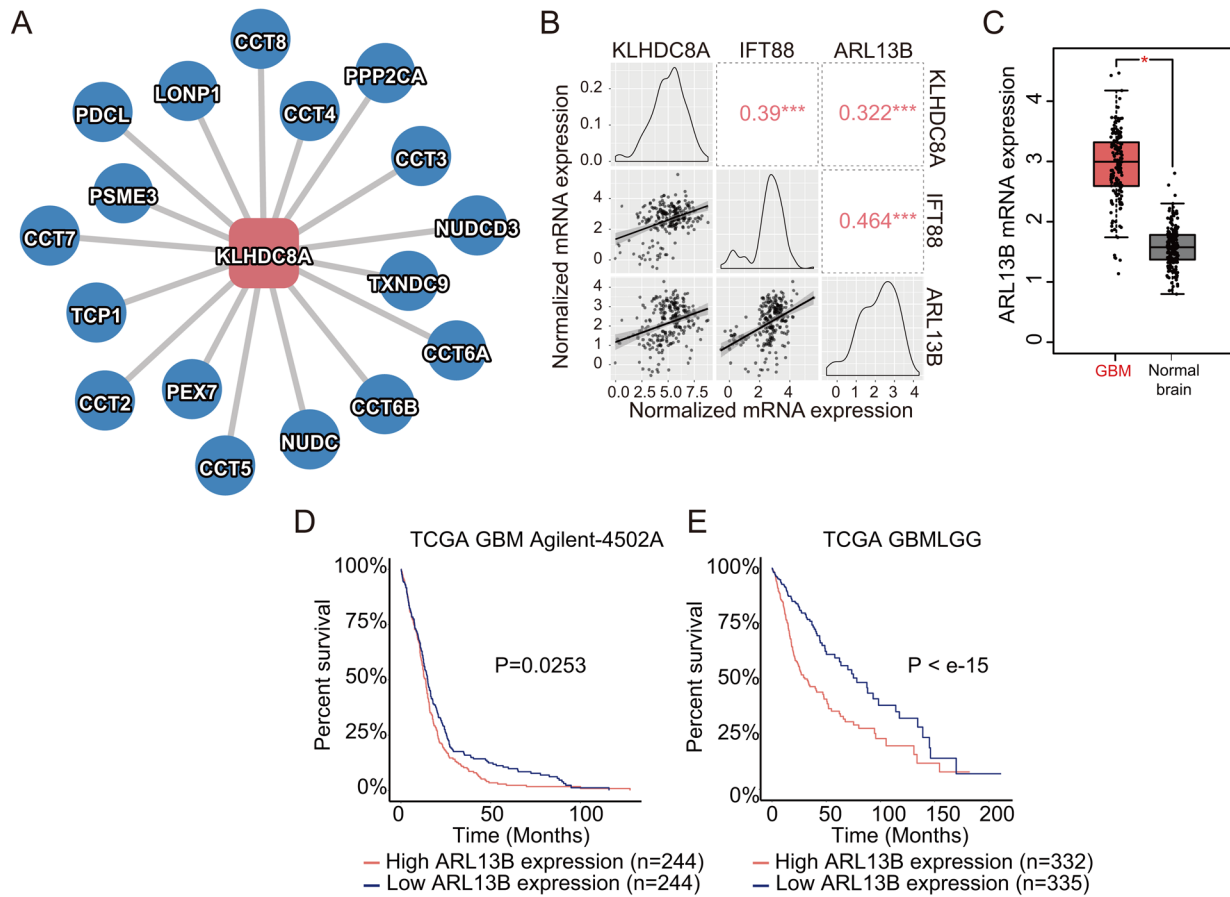 A
CCT8
LONP1
PPP2CA
PDCL
CCT4
CCT3
PSME3
NUDCD3
CCT7
KLHDC8A
TXNDC9
TCP1
CCT6A
CCT2
PEX7
CCT6B
CCT5
NUDC
B
KLHDC8A IFT88 ARL13B
Normalized mRNA expression
Normalized mRNA expression
0.2
0.1
0.0
0.39***
0.322***
KLHDC8A
4
2
0
0.464***
IFT88
4
3
2
1
0
ARL13B
0.0 2.5 5.0 7.5
0 2 4
0 1 2 3 4
Normalized mRNA expression
C
ARL13B mRNA expression
4
3
2
1
0
*
GBM
Normal
brain
D
TCGA GBM Agilent-4502A
Percent survival
100%
75%
50%
25%
0%
P=0.0253
0 50 100
Time (Months)
High ARL13B expression (n=244)
Low ARL13B expression (n=244)
E
TCGA GBMLGG
Percent survival
100%
75%
50%
25%
0%
P < e-15
0 50 100 150 200
Time (Months)
High ARL13B expression (n=332)
Low ARL13B expression (n=335)